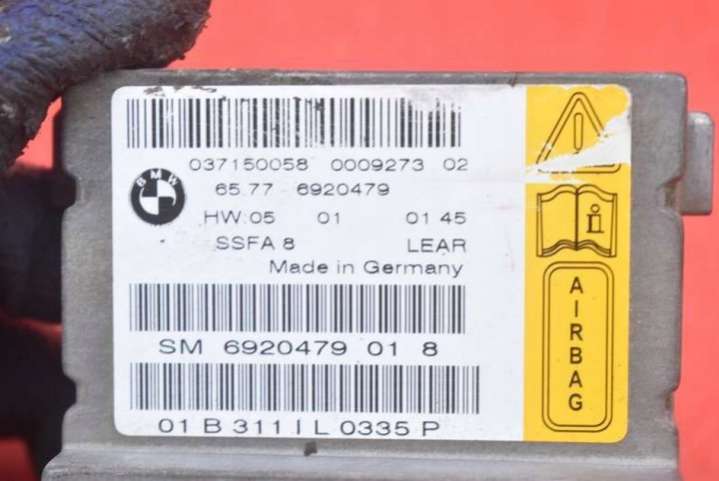 037150058 0009273 02
BMW
65.77 6920479
HW:05 01 01 45
SSFA 8 LEAR
Made in Germany
SM 6920479 01 8
01 B 311 I L 0335 P
AIRBAG